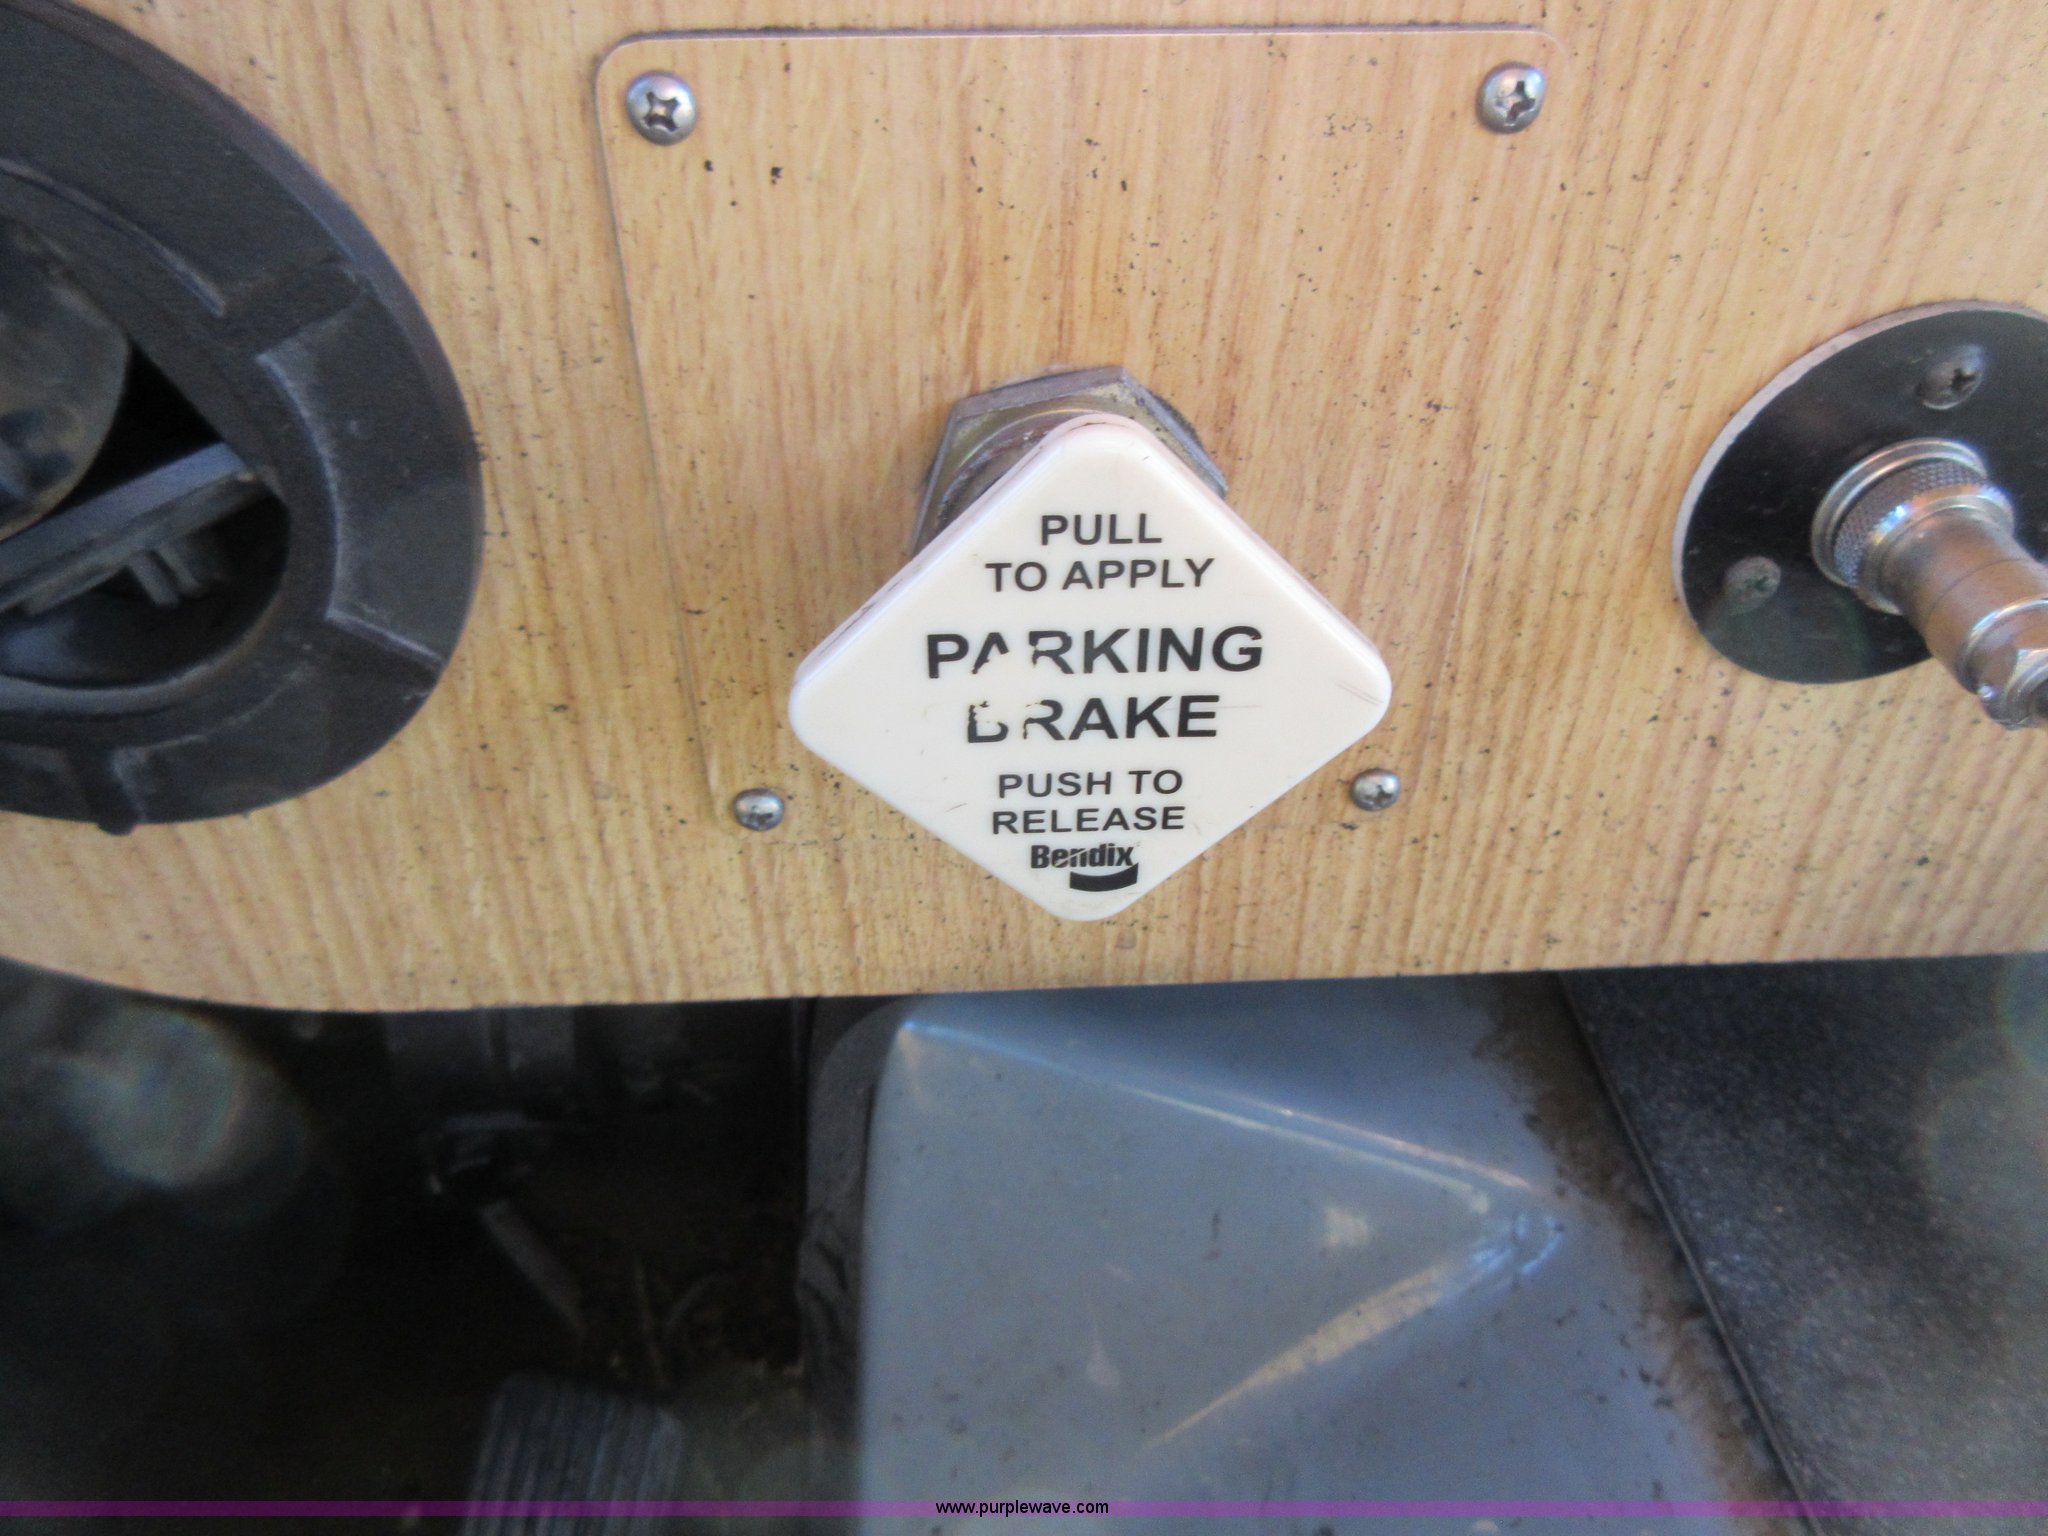 PULL
TO APPLY
PARKING
BRAKE
PUSH TO
RELEASE
Bendix
www.purplewave.com